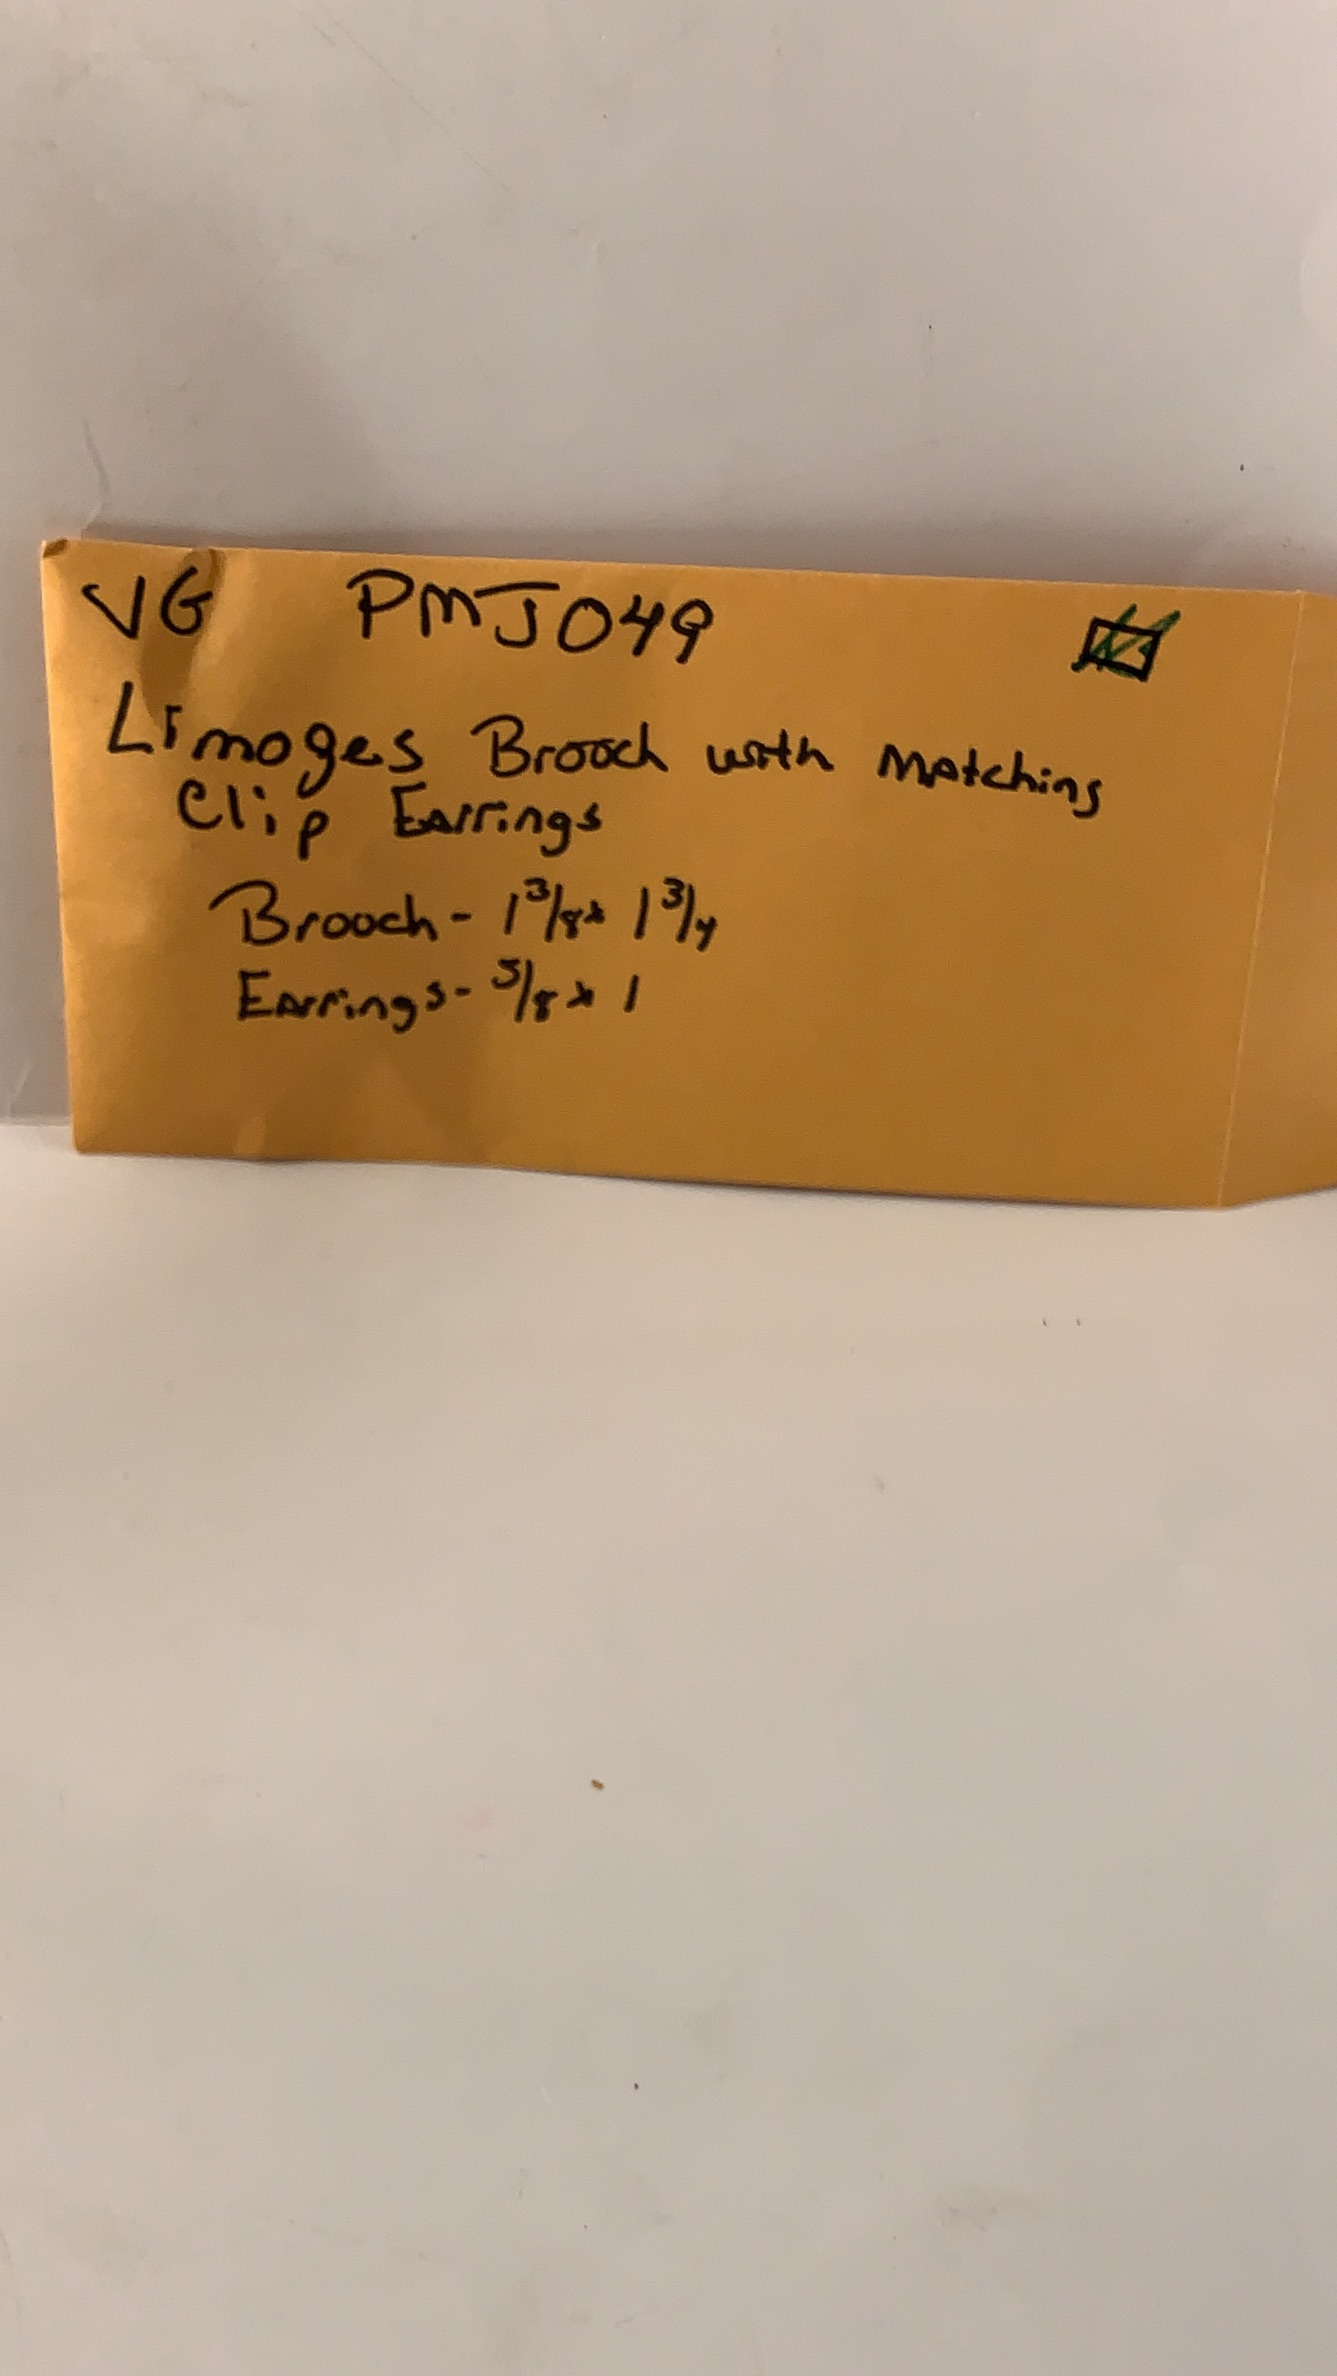 VG PMJ049
Limoges Brooch with Matching
Clip Earrings
Brooch - 1 3/8 x 1 3/4
Earrings - 5/8 x 1